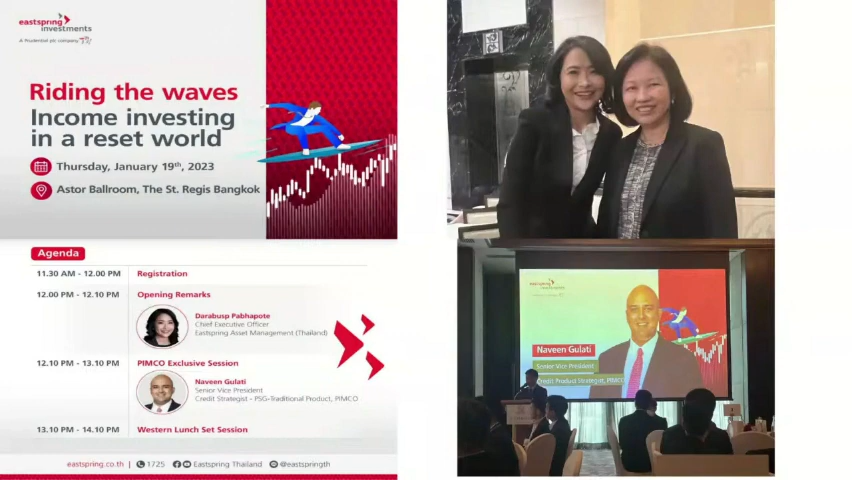 eastspring
investments
A Prudential plc company
Riding the waves
Income investing
in a reset world
Thursday, January 19th, 2023
Astor Ballroom, The St. Regis Bangkok
Agenda
11.30 AM - 12.00 PM Registration
12.00 PM - 12.10 PM Opening Remarks
Darabusp Pabhapote
Chief Executive Officer
Eastspring Asset Management (Thailand)
12.10 PM - 13.10 PM PIMCO Exclusive Session
Naveen Gulati
Senior Vice President
Credit Strategist - PSG-Traditional Product, PIMCO
13.10 PM - 14.10 PM Western Lunch Set Session
eastspring.co.th | 1725 Eastspring Thailand @eastspringth
eastspring
investments
Naveen Gulati
Senior Vice President
Credit Product Strategist, PIMCO